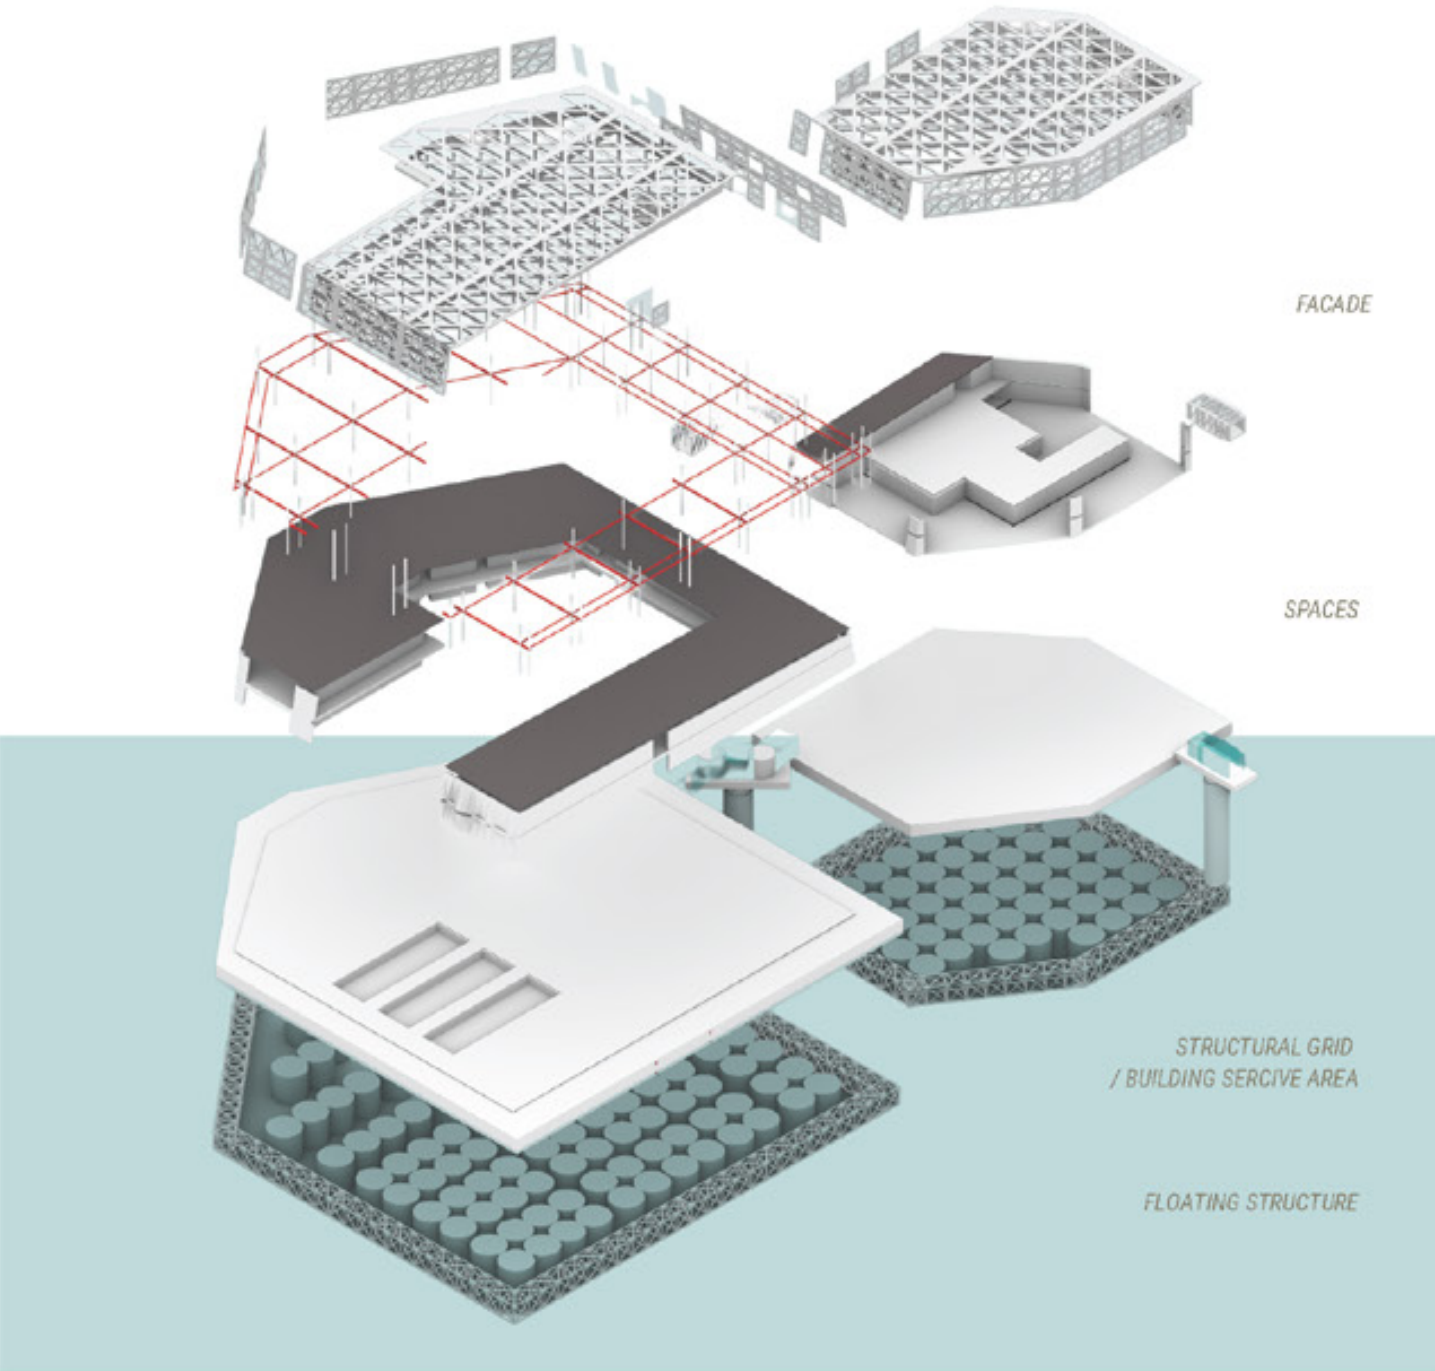 FACADE
SPACES
STRUCTURAL GRID
/ BUILDING SERCIVE AREA
FLOATING STRUCTURE